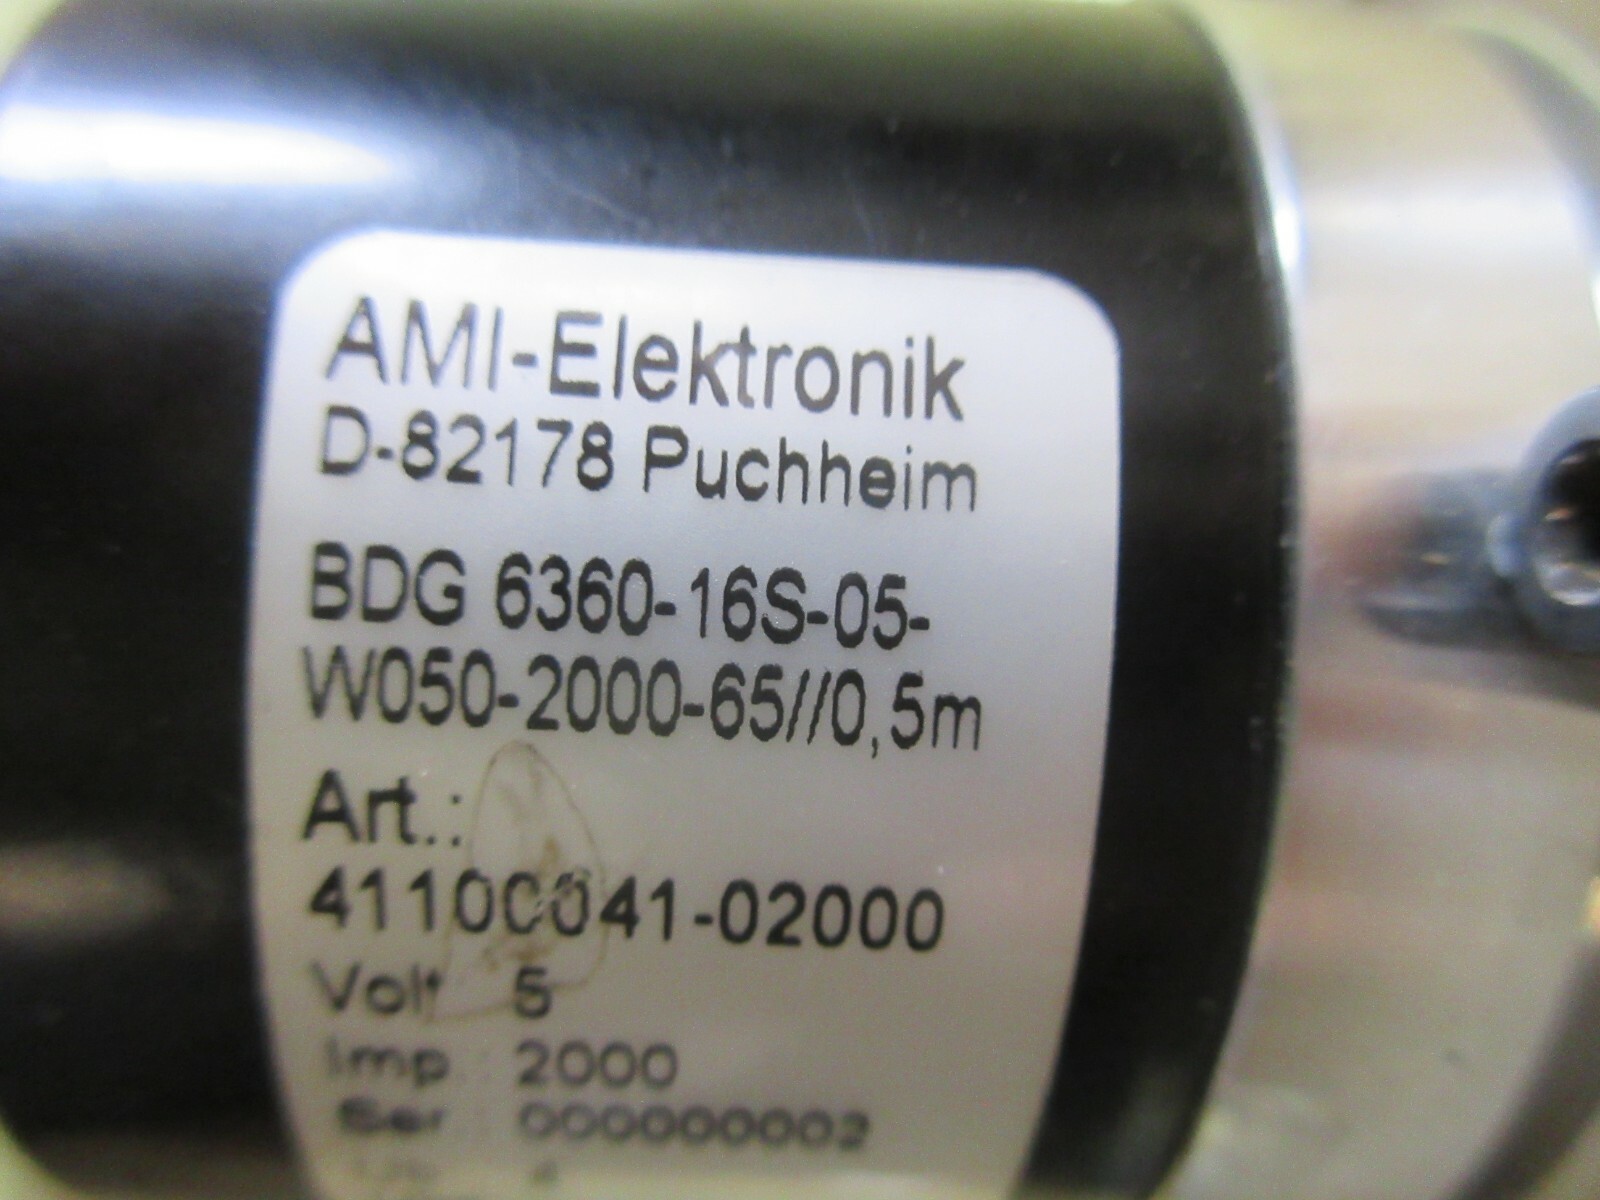 AMI-Elektronik
D-82178 Puchheim
BDG 6360-16S-05-
W050-2000-65//0,5m
Art.:
41100041-02000
Volt 5
Imp 2000
Ser 000000002